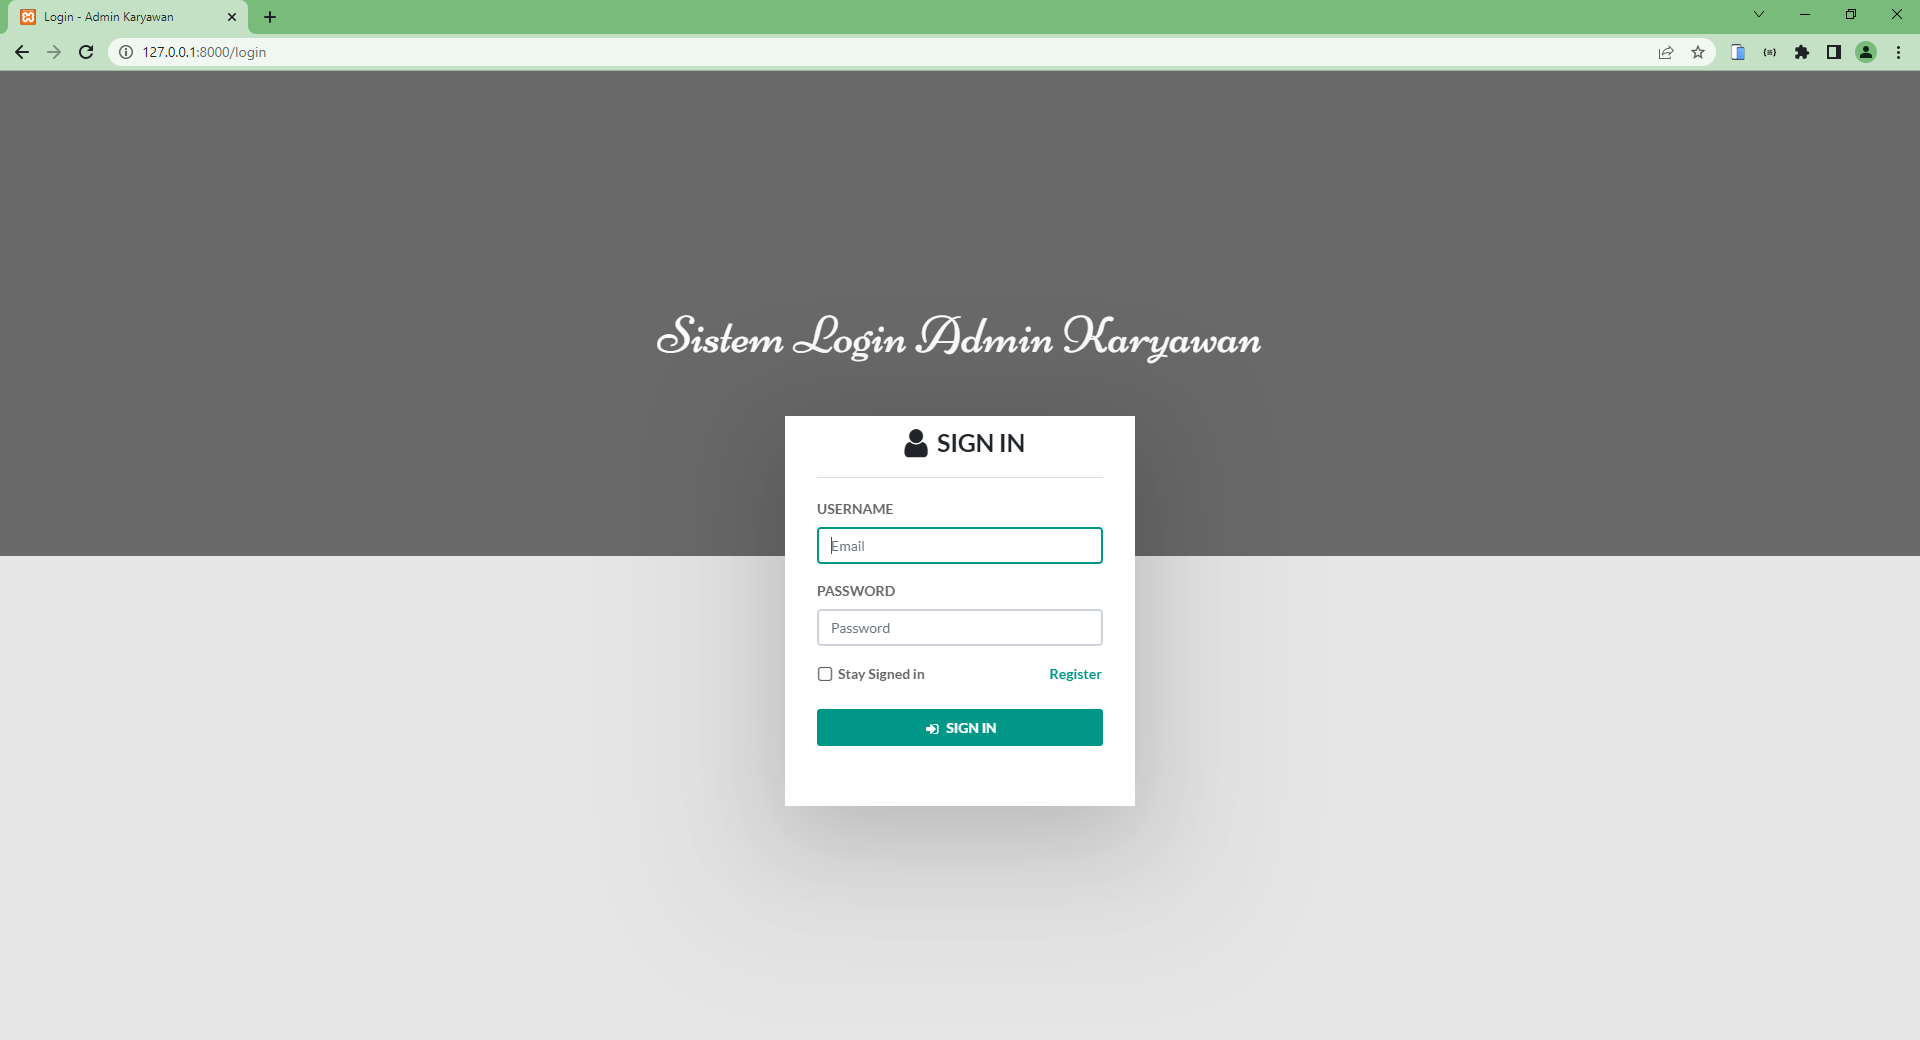 Login - Admin Karyawan
127.0.0.1:8000/login
Sistem Login Admin Karyawan
SIGN IN
USERNAME
Email
PASSWORD
Password
Stay Signed in
Register
SIGN IN